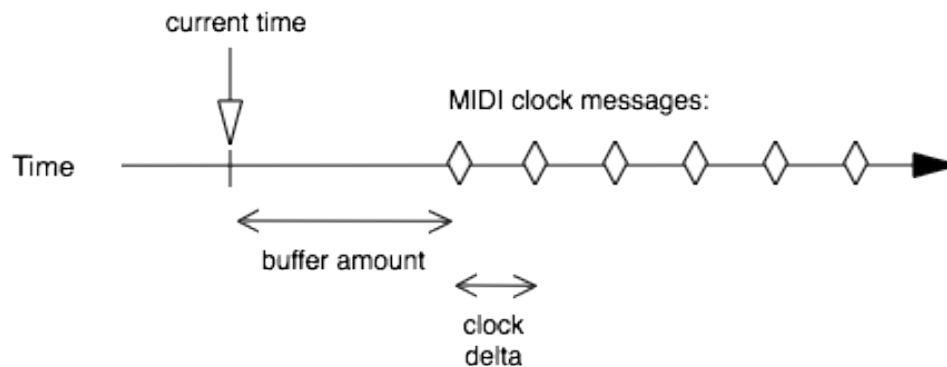 current time
MIDI clock messages:
Time
buffer amount
clock
delta